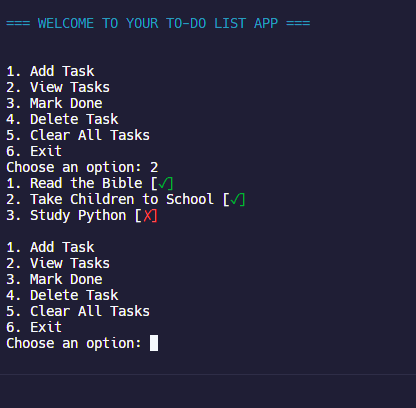 === WELCOME TO YOUR TO-DO LIST APP ===
1. Add Task
2. View Tasks
3. Mark Done
4. Delete Task
5. Clear All Tasks
6. Exit
Choose an option: 2
1. Read the Bible [✓]
2. Take Children to School [✓]
3. Study Python [X]
1. Add Task
2. View Tasks
3. Mark Done
4. Delete Task
5. Clear All Tasks
6. Exit
Choose an option: